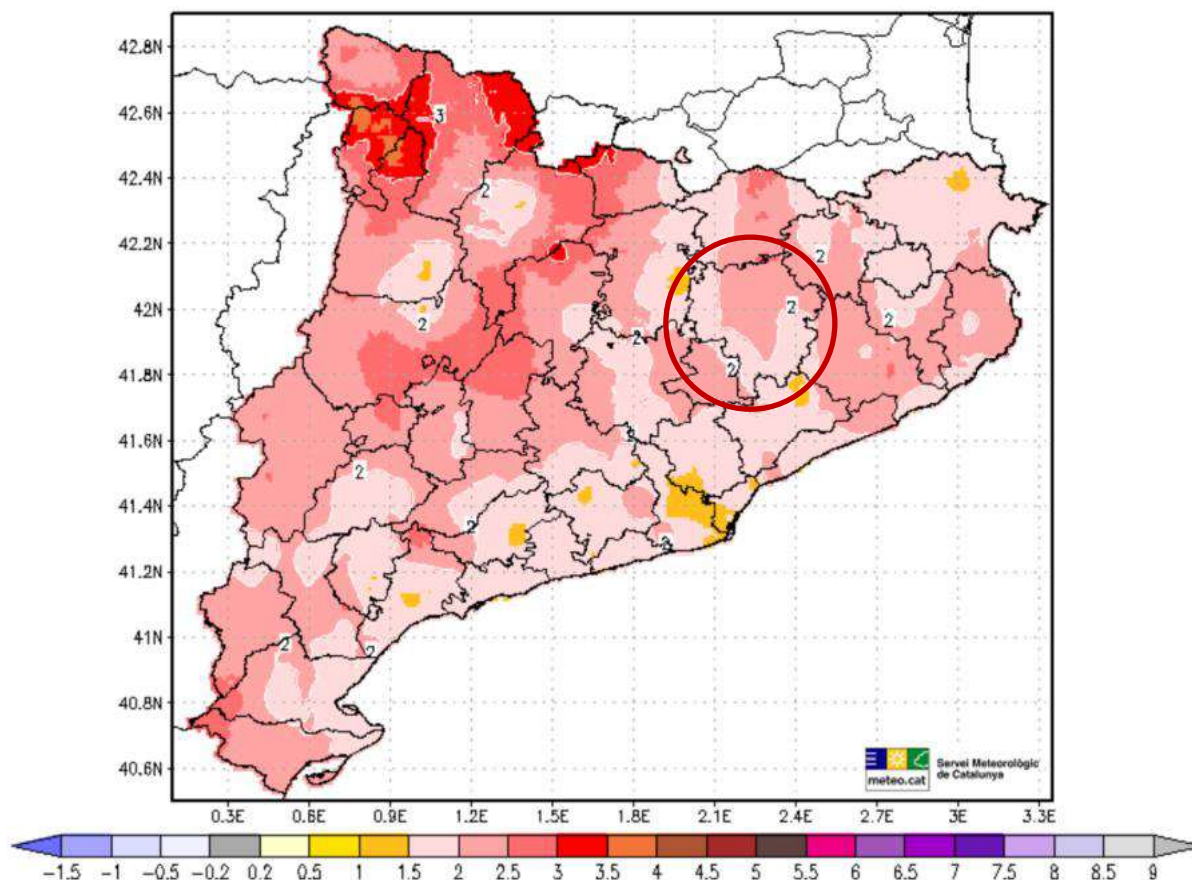 42.8N
42.6N
3
42.4N
2
42.2N
2
42N
2
2
2
2
41.8N
2
41.6N
2
2
41.4N
2
2
41.2N
41N
2
2
40.8N
40.6N
meteo.cat
Servei Meteorològic
de Catalunya
0.3E 0.6E 0.9E 1.2E 1.5E 1.8E 2.1E 2.4E 2.7E 3E 3.3E
-1.5 -1 -0.5 -0.2 0.2 0.5 1 1.5 2 2.5 3 3.5 4 4.5 5 5.5 6 6.5 7 7.5 8 8.5 9